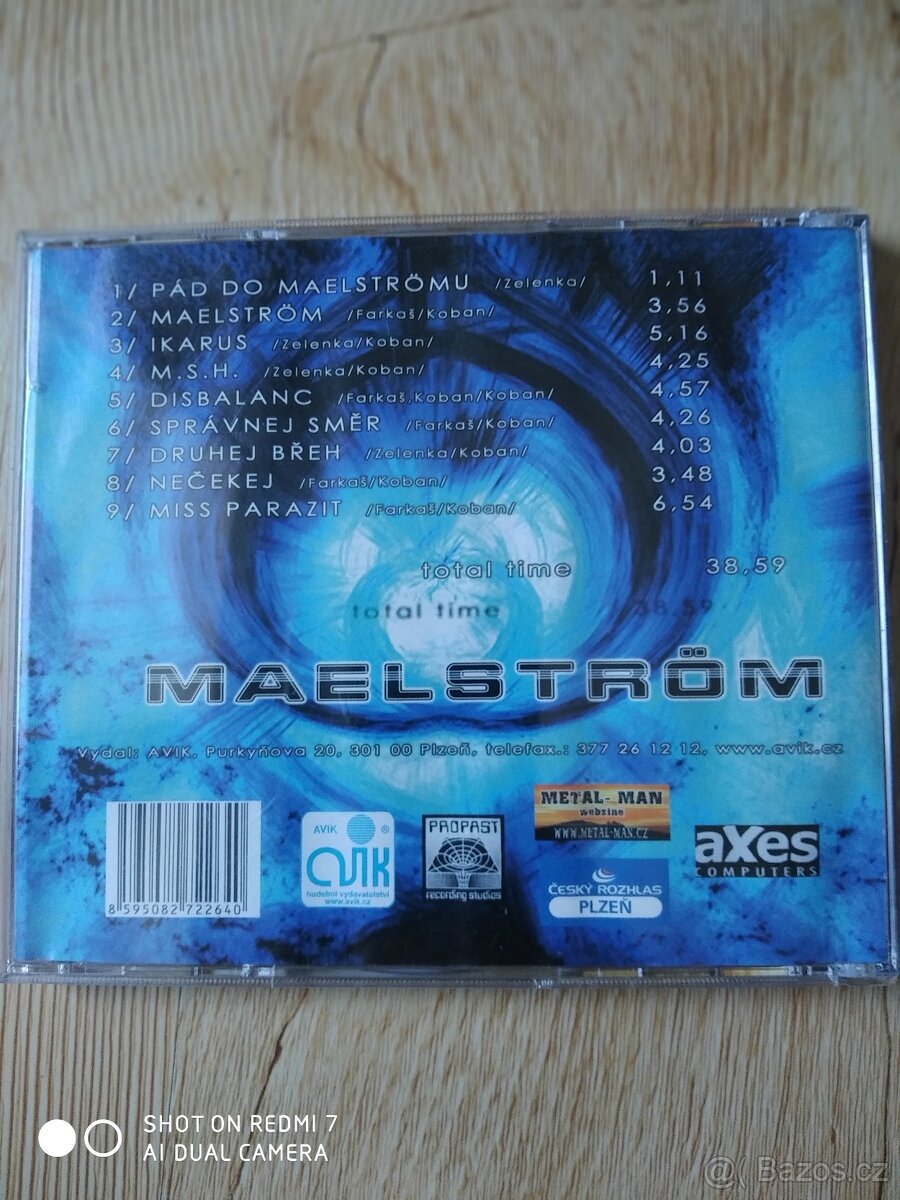 1/ PÁD DO MAELSTRÖMU /Zelenka/ 1,11
2/ MAELSTRÖM /Farkaš/Koban/ 3,56
3/ IKARUS /Zelenka/Koban/ 5,16
4/ M.S.H. /Zelenka/Koban/ 4,25
5/ DISBALANC /Farkaš,Koban/Koban/ 4,57
6/ SPRÁVNEJ SMĚR /Farkaš/Koban/ 4,26
7/ DRUHEJ BŘEH /Zelenka/Koban/ 4,03
8/ NEČEKEJ /Farkaš/Koban/ 3,48
9/ MISS PARAZIT /Farkaš/Koban/ 6,54
total time 38,59
total time 38,59
MAELSTRÖM
Vydal: AVIK, Purkyňova 20, 301 00 Plzeň, telefax.: 377 26 12 12, www.avik.cz
8 595082 722640
AVIK ®
avik
hudební vydavatelství
www.avik.cz
PROPAST
recording studios
METAL-MAN
webzine
WWW.METAL-MAN.CZ
ČESKÝ ROZHLAS
PLZEŇ
aXes
COMPUTERS
SHOT ON REDMI 7
AI DUAL CAMERA
@ Bazos.cz